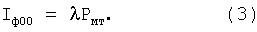 Iф00 = λPмт. (3)